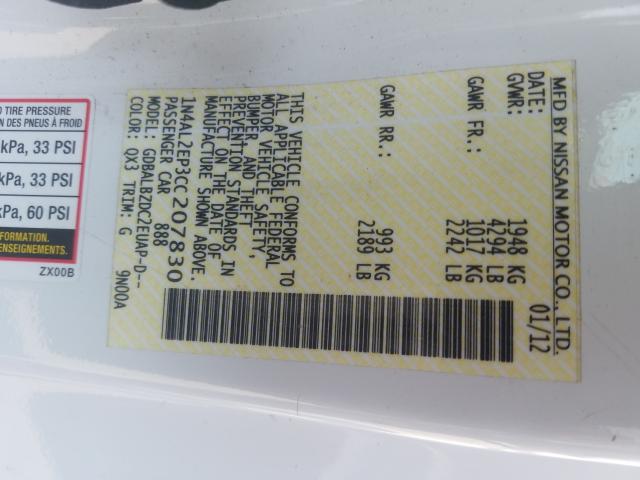 MFD BY NISSAN MOTOR CO., LTD.
DATE: 01/12
GVWR: 1948 KG
4294 LB
GAWR FR.: 1017 KG
2242 LB
GAWR RR.: 993 KG
2189 LB
THIS VEHICLE CONFORMS TO
ALL APPLICABLE FEDERAL
MOTOR VEHICLE SAFETY,
BUMPER AND THEFT
PREVENTION STANDARDS IN
EFFECT ON THE DATE OF
MANUFACTURE SHOWN ABOVE.
1N4AL2EP3CC207830
PASSENGER CAR 888
MODEL: GDBALBZDC2EUAP-D--
COLOR: QX3 TRIM: G 9N00A
TIRE PRESSURE
DES PNEUS À FROID
kPa, 33 PSI
kPa, 33 PSI
kPa, 60 PSI
INFORMATION.
RENSEIGNEMENTS.
ZX00B